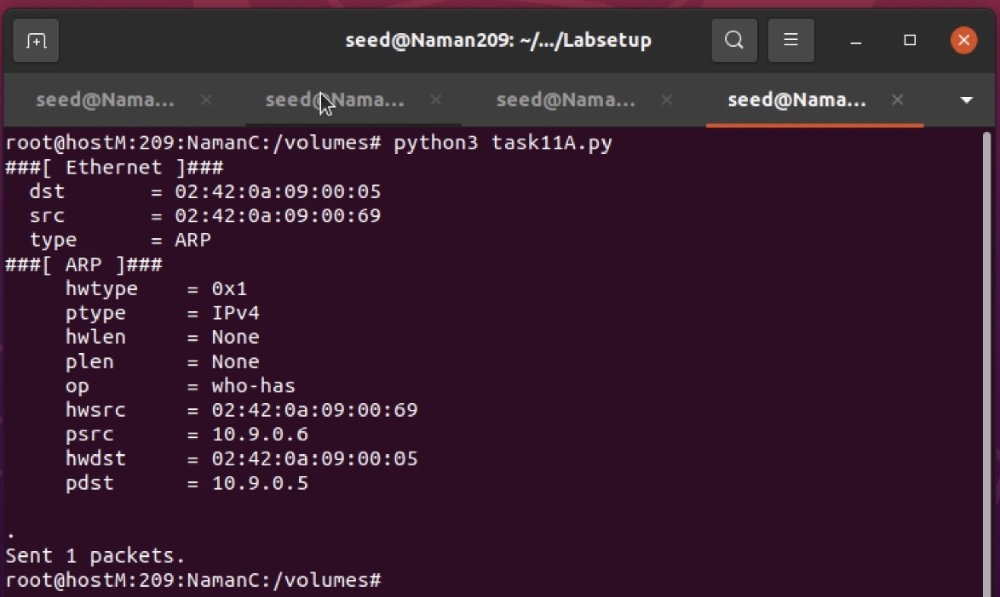 seed@Naman209: ~/.../Labsetup
seed@Nama... seed@Nama... seed@Nama... seed@Nama...
root@hostM:209:NamanC:/volumes# python3 task11A.py
###[ Ethernet ]###
  dst       = 02:42:0a:09:00:05
  src       = 02:42:0a:09:00:69
  type      = ARP
###[ ARP ]###
     hwtype    = 0x1
     ptype     = IPv4
     hwlen     = None
     plen      = None
     op        = who-has
     hwsrc     = 02:42:0a:09:00:69
     psrc      = 10.9.0.6
     hwdst     = 02:42:0a:09:00:05
     pdst      = 10.9.0.5
.
Sent 1 packets.
root@hostM:209:NamanC:/volumes#